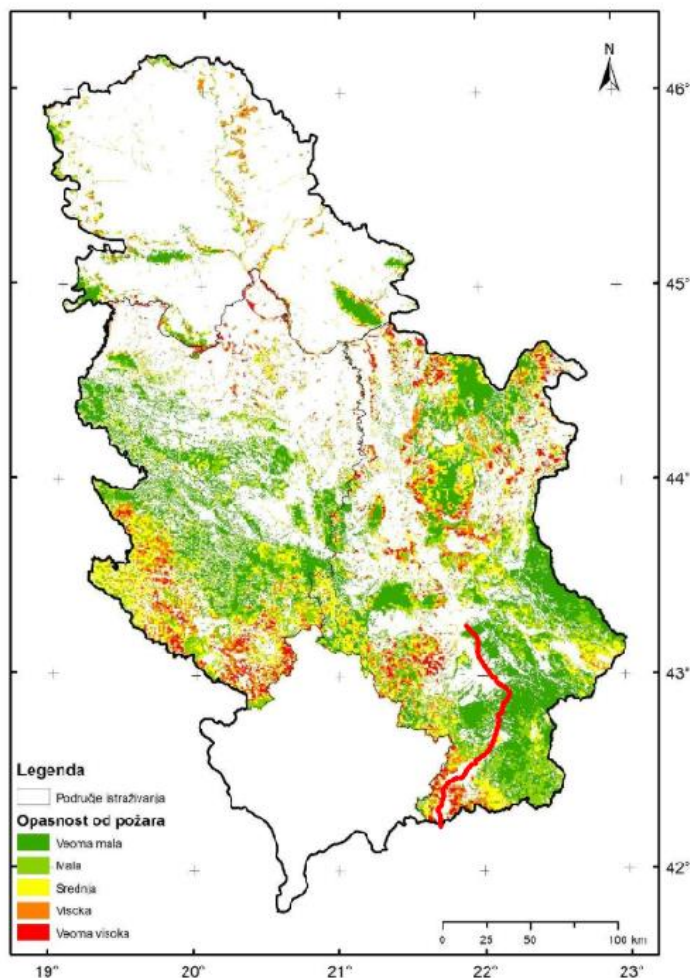 N
46°
45°
44°
43°
42°
Legenda
Područje istraživanja
Opasnost od požara
Veoma mala
Mala
Srednja
Visoka
Veoma visoka
0 25 50 100 km
19° 20° 21° 22° 23°